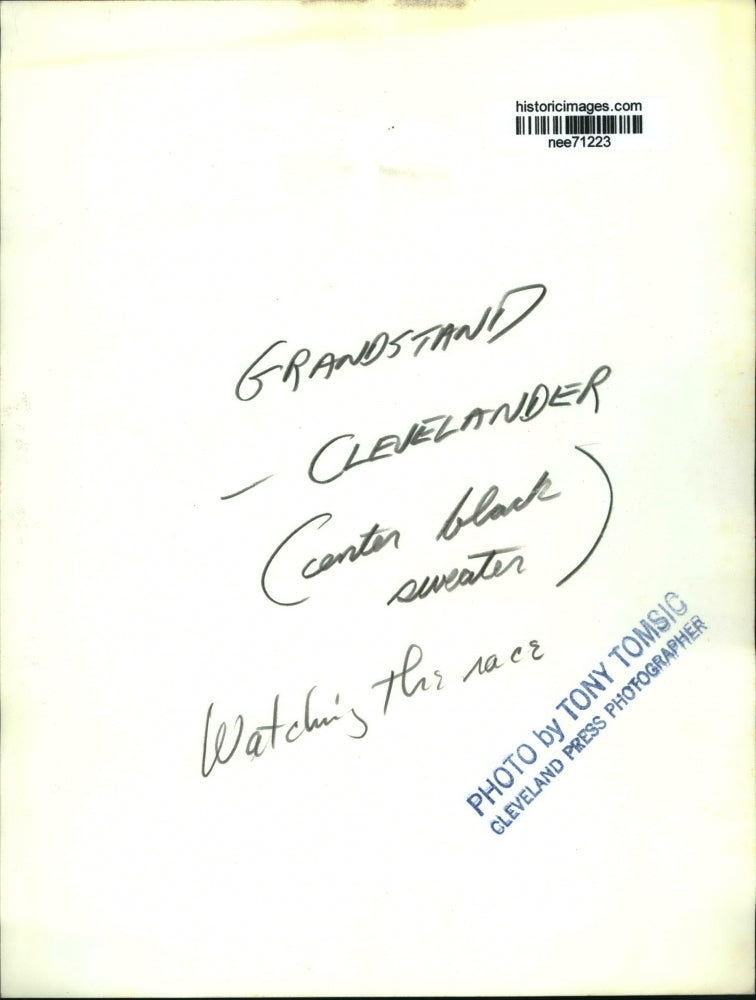 historicimages.com
nee71223
GRANDSTAND
— CLEVELANDER
(center black
sweater)
Watching the race
PHOTO by TONY TOMSIC
CLEVELAND PRESS PHOTOGRAPHER